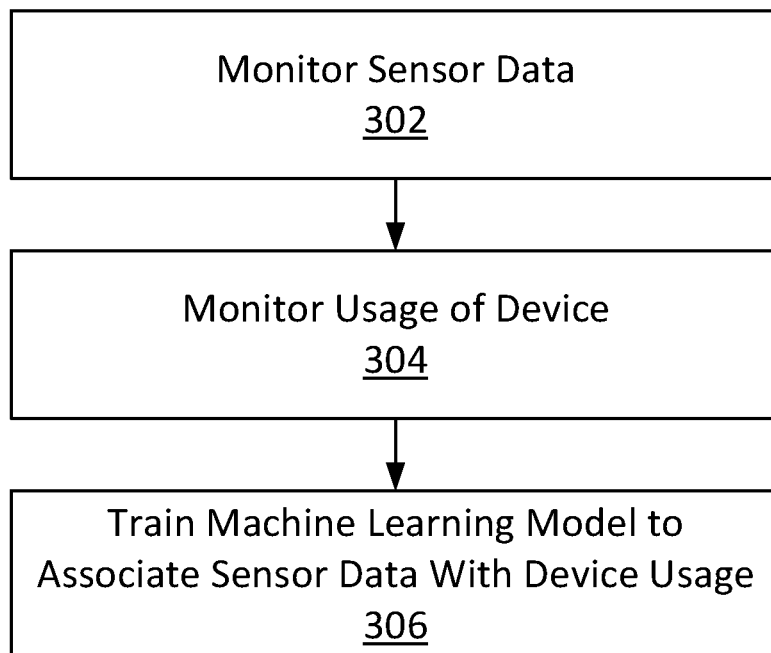 Monitor Sensor Data
302
Monitor Usage of Device
304
Train Machine Learning Model to
Associate Sensor Data With Device Usage
306